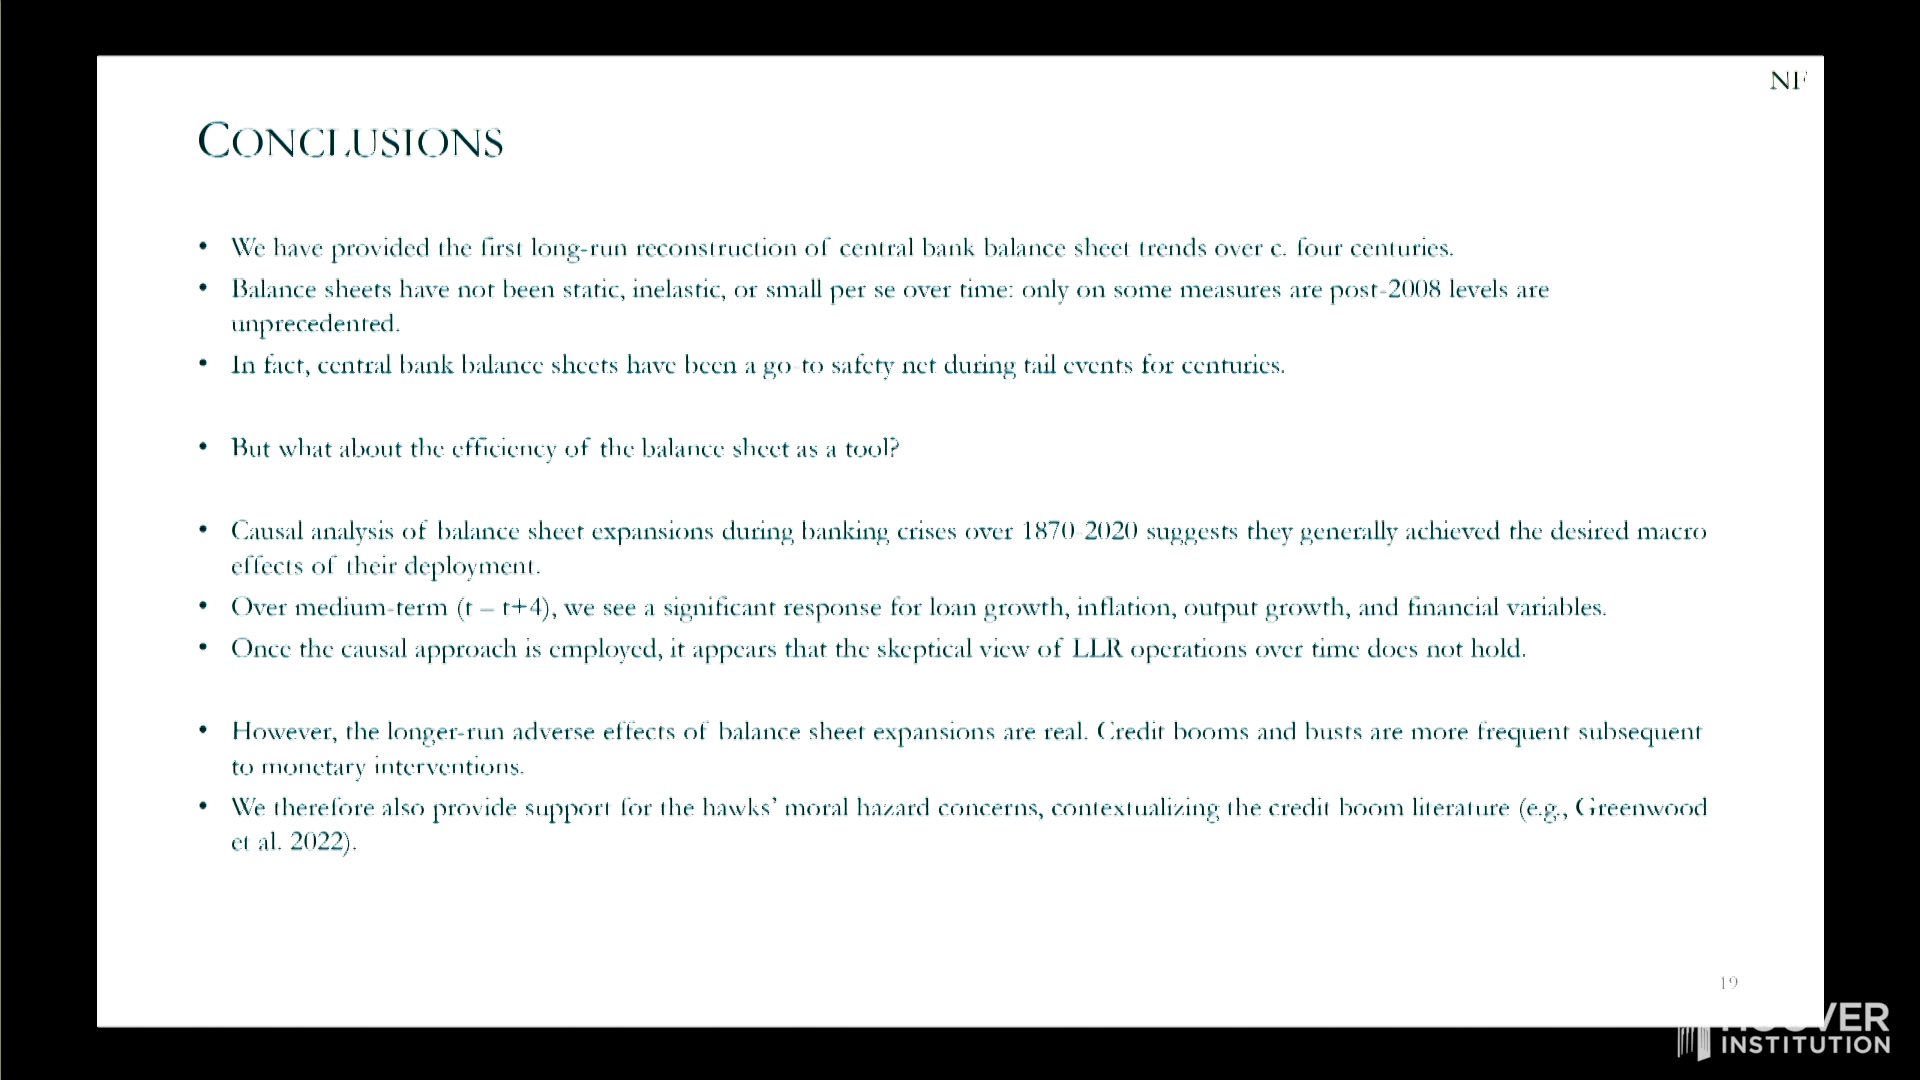 NF
CONCLUSIONS
• We have provided the first long-run reconstruction of central bank balance sheet trends over c. four centuries.
• Balance sheets have not been static, inelastic, or small per se over time: only on some measures are post-2008 levels are
unprecedented.
• In fact, central bank balance sheets have been a go-to safety net during tail events for centuries.
• But what about the efficiency of the balance sheet as a tool?
• Causal analysis of balance sheet expansions during banking crises over 1870-2020 suggests they generally achieved the desired macro
effects of their deployment.
• Over medium-term (t – t+4), we see a significant response for loan growth, inflation, output growth, and financial variables.
• Once the causal approach is employed, it appears that the skeptical view of LLR operations over time does not hold.
• However, the longer-run adverse effects of balance sheet expansions are real. Credit booms and busts are more frequent subsequent
to monetary interventions.
• We therefore also provide support for the hawks’ moral hazard concerns, contextualizing the credit boom literature (e.g., Greenwood
et al. 2022).
19
HOOVER
INSTITUTION